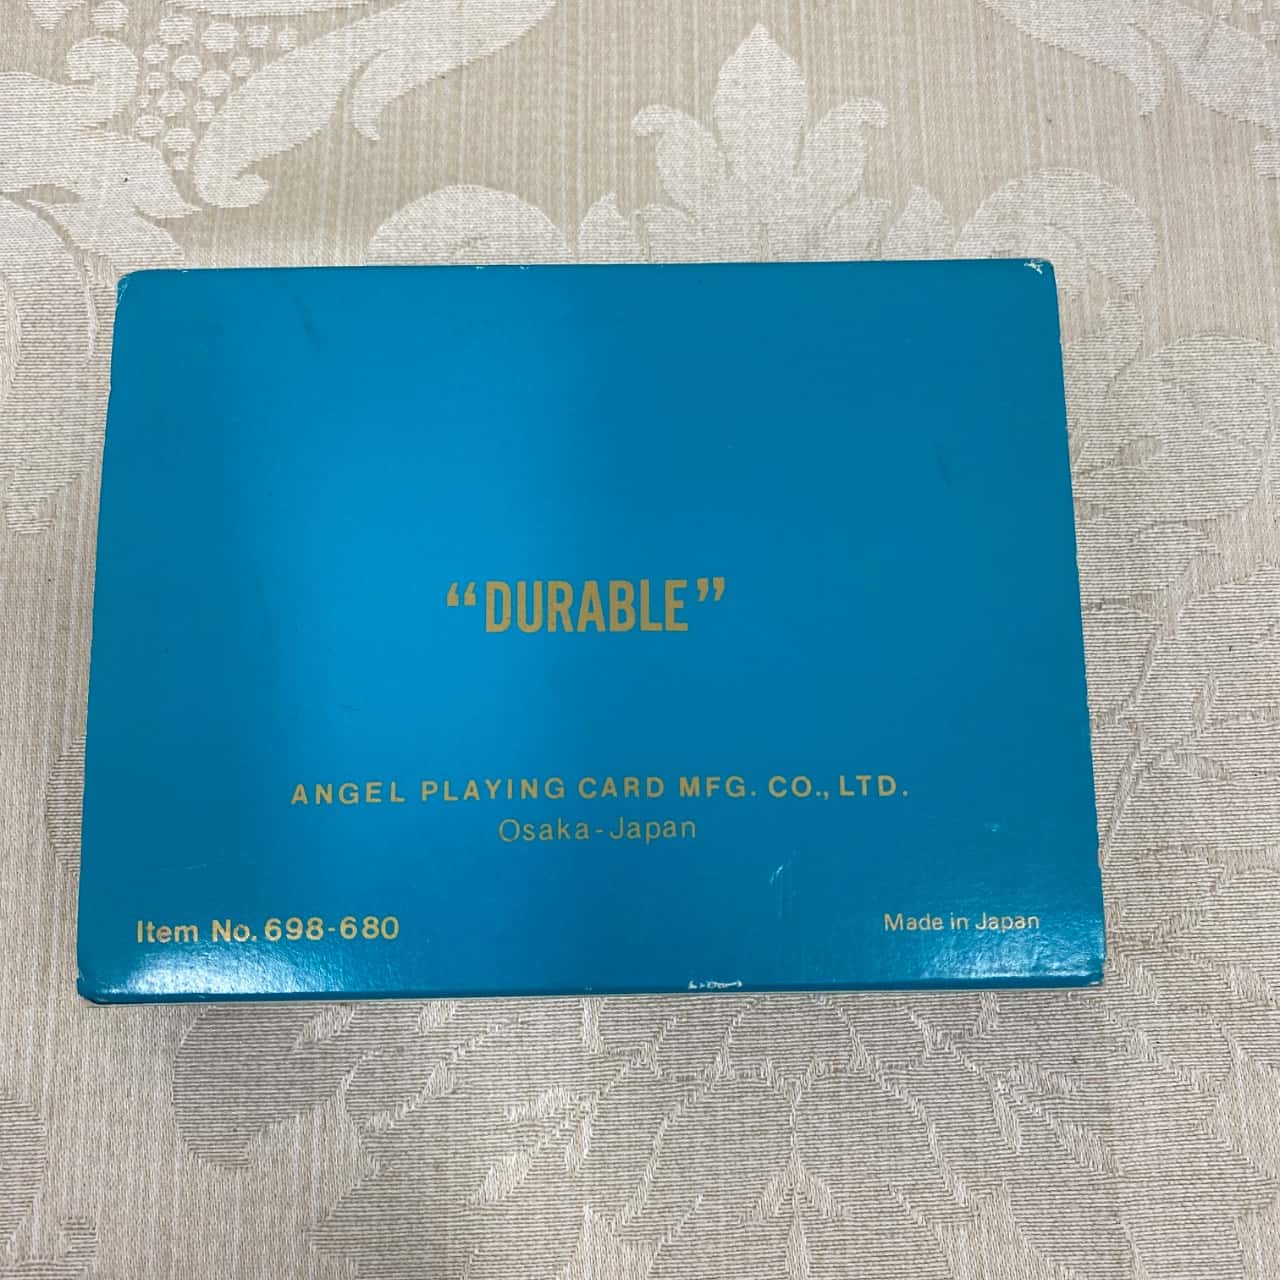 “DURABLE”
ANGEL PLAYING CARD MFG. CO., LTD.
Osaka-Japan
Item No. 698-680
Made in Japan